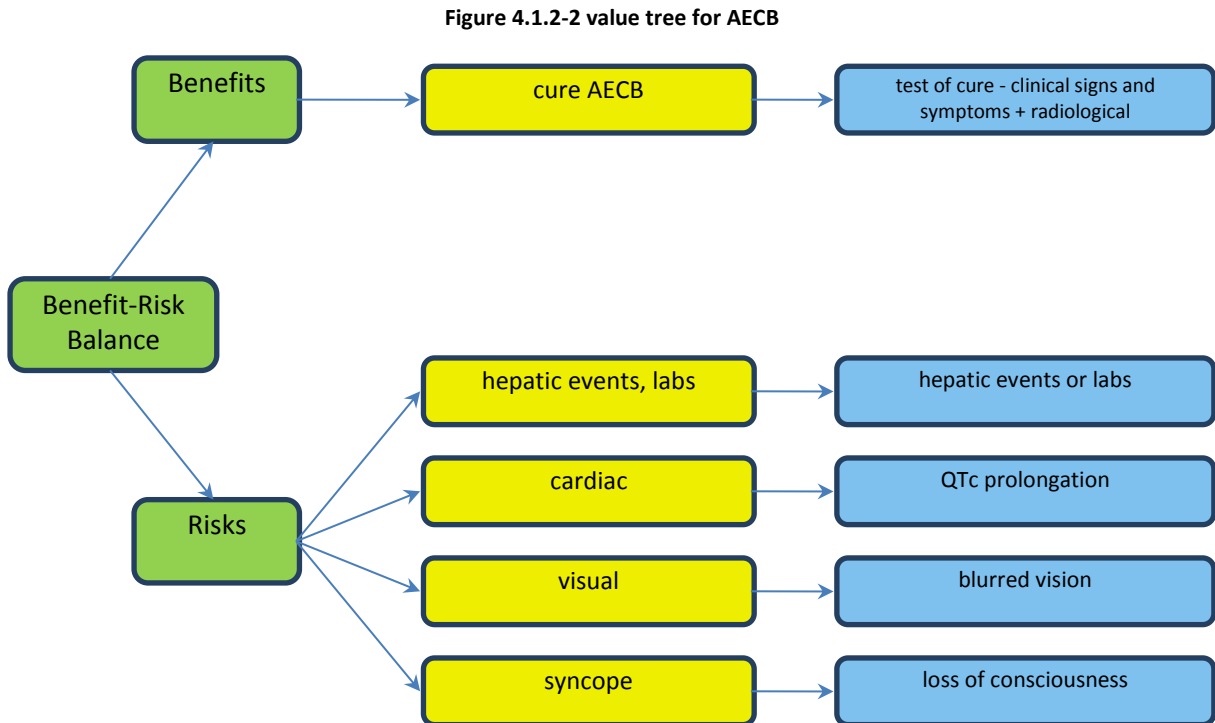 Figure 4.1.2-2 value tree for AECB
Benefits
cure AECB
test of cure - clinical signs and
symptoms + radiological
Benefit-Risk
Balance
hepatic events, labs
hepatic events or labs
cardiac
QTc prolongation
Risks
visual
blurred vision
syncope
loss of consciousness